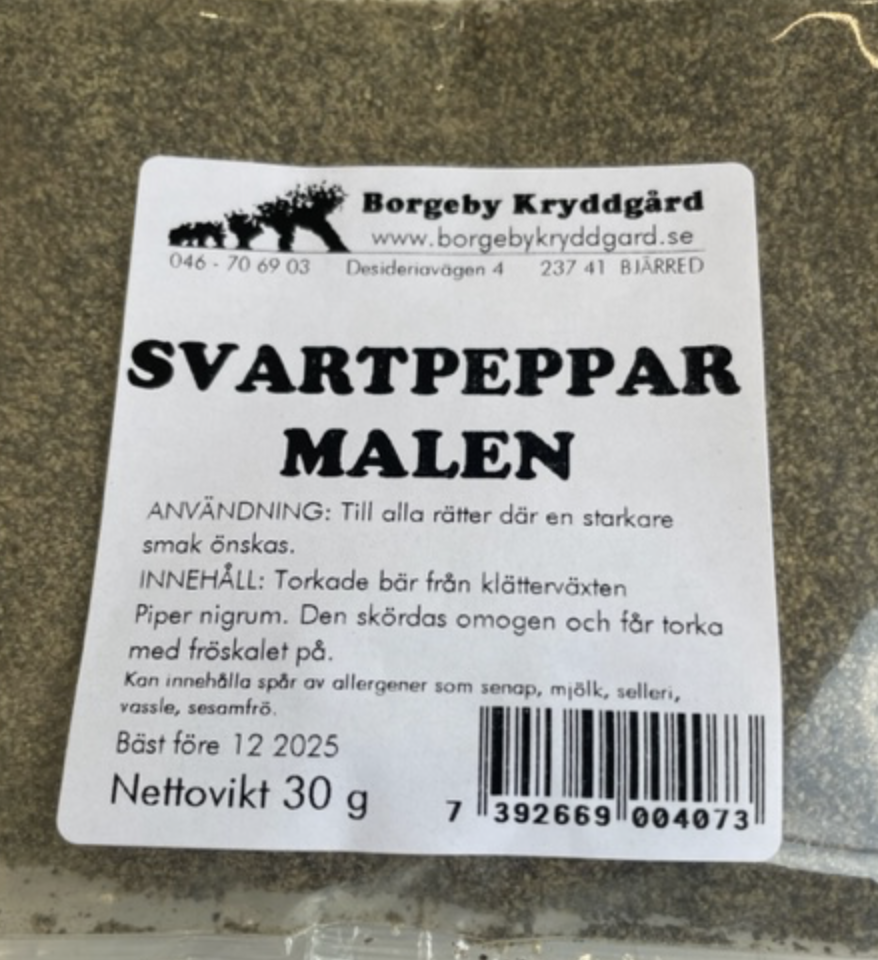 Borgeby Kryddgård
www.borgebykryddgard.se
046 - 70 69 03 Desideriavägen 4 237 41 BJÄRRED
SVARTPEPPAR
MALEN
ANVÄNDNING: Till alla rätter där en starkare
smak önskas.
INNEHÅLL: Torkade bär från klätterväxten
Piper nigrum. Den skördas omogen och får torka
med fröskalet på.
Kan innehålla spår av allergener som senap, mjölk, selleri,
vassle, sesamfrö.
Bäst före 12 2025
Nettovikt 30 g
7 392669 004073